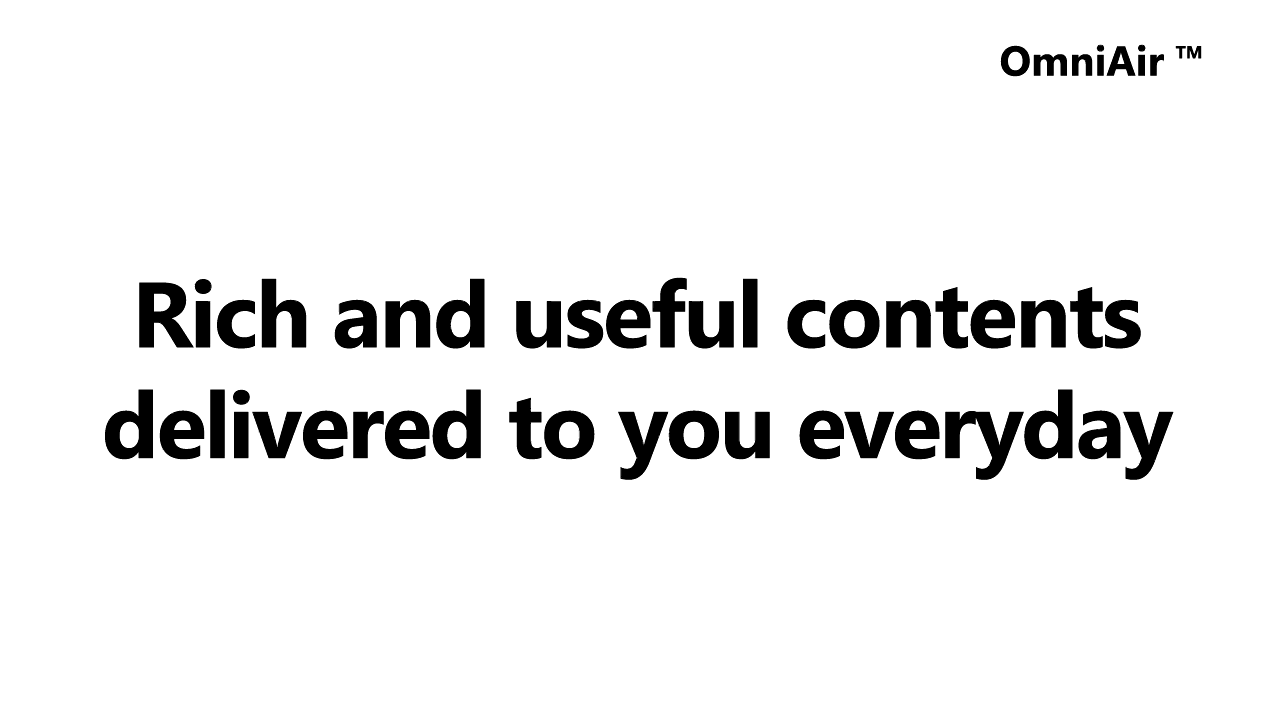 OmniAir ™
Rich and useful contents
delivered to you everyday